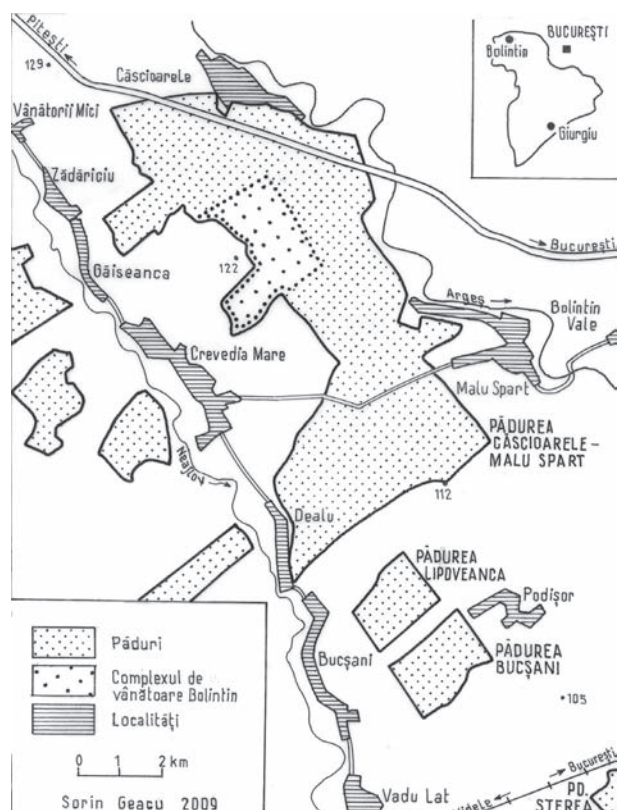 Pitești
129
Căscioarele
BUCUREȘTI
Bolintin
Giurgiu
Vânătorii Mici
Zădăriciu
Găiseanca
122
București
Argeș
Bolintin
Vale
Crevedia Mare
Malu Spart
PĂDUREA
CĂSCIOARELE-
MALU SPART
Neajlov
112
Dealu
PĂDUREA
LIPOVEANCA
Podișor
PĂDUREA
BUCȘANI
Bucșani
105
Păduri
Complexul de
vânătoare Bolintin
Localități
0 1 2 km
Sorin Geacu 2009
Vadu Lat
București
PD.
ȘTEREA